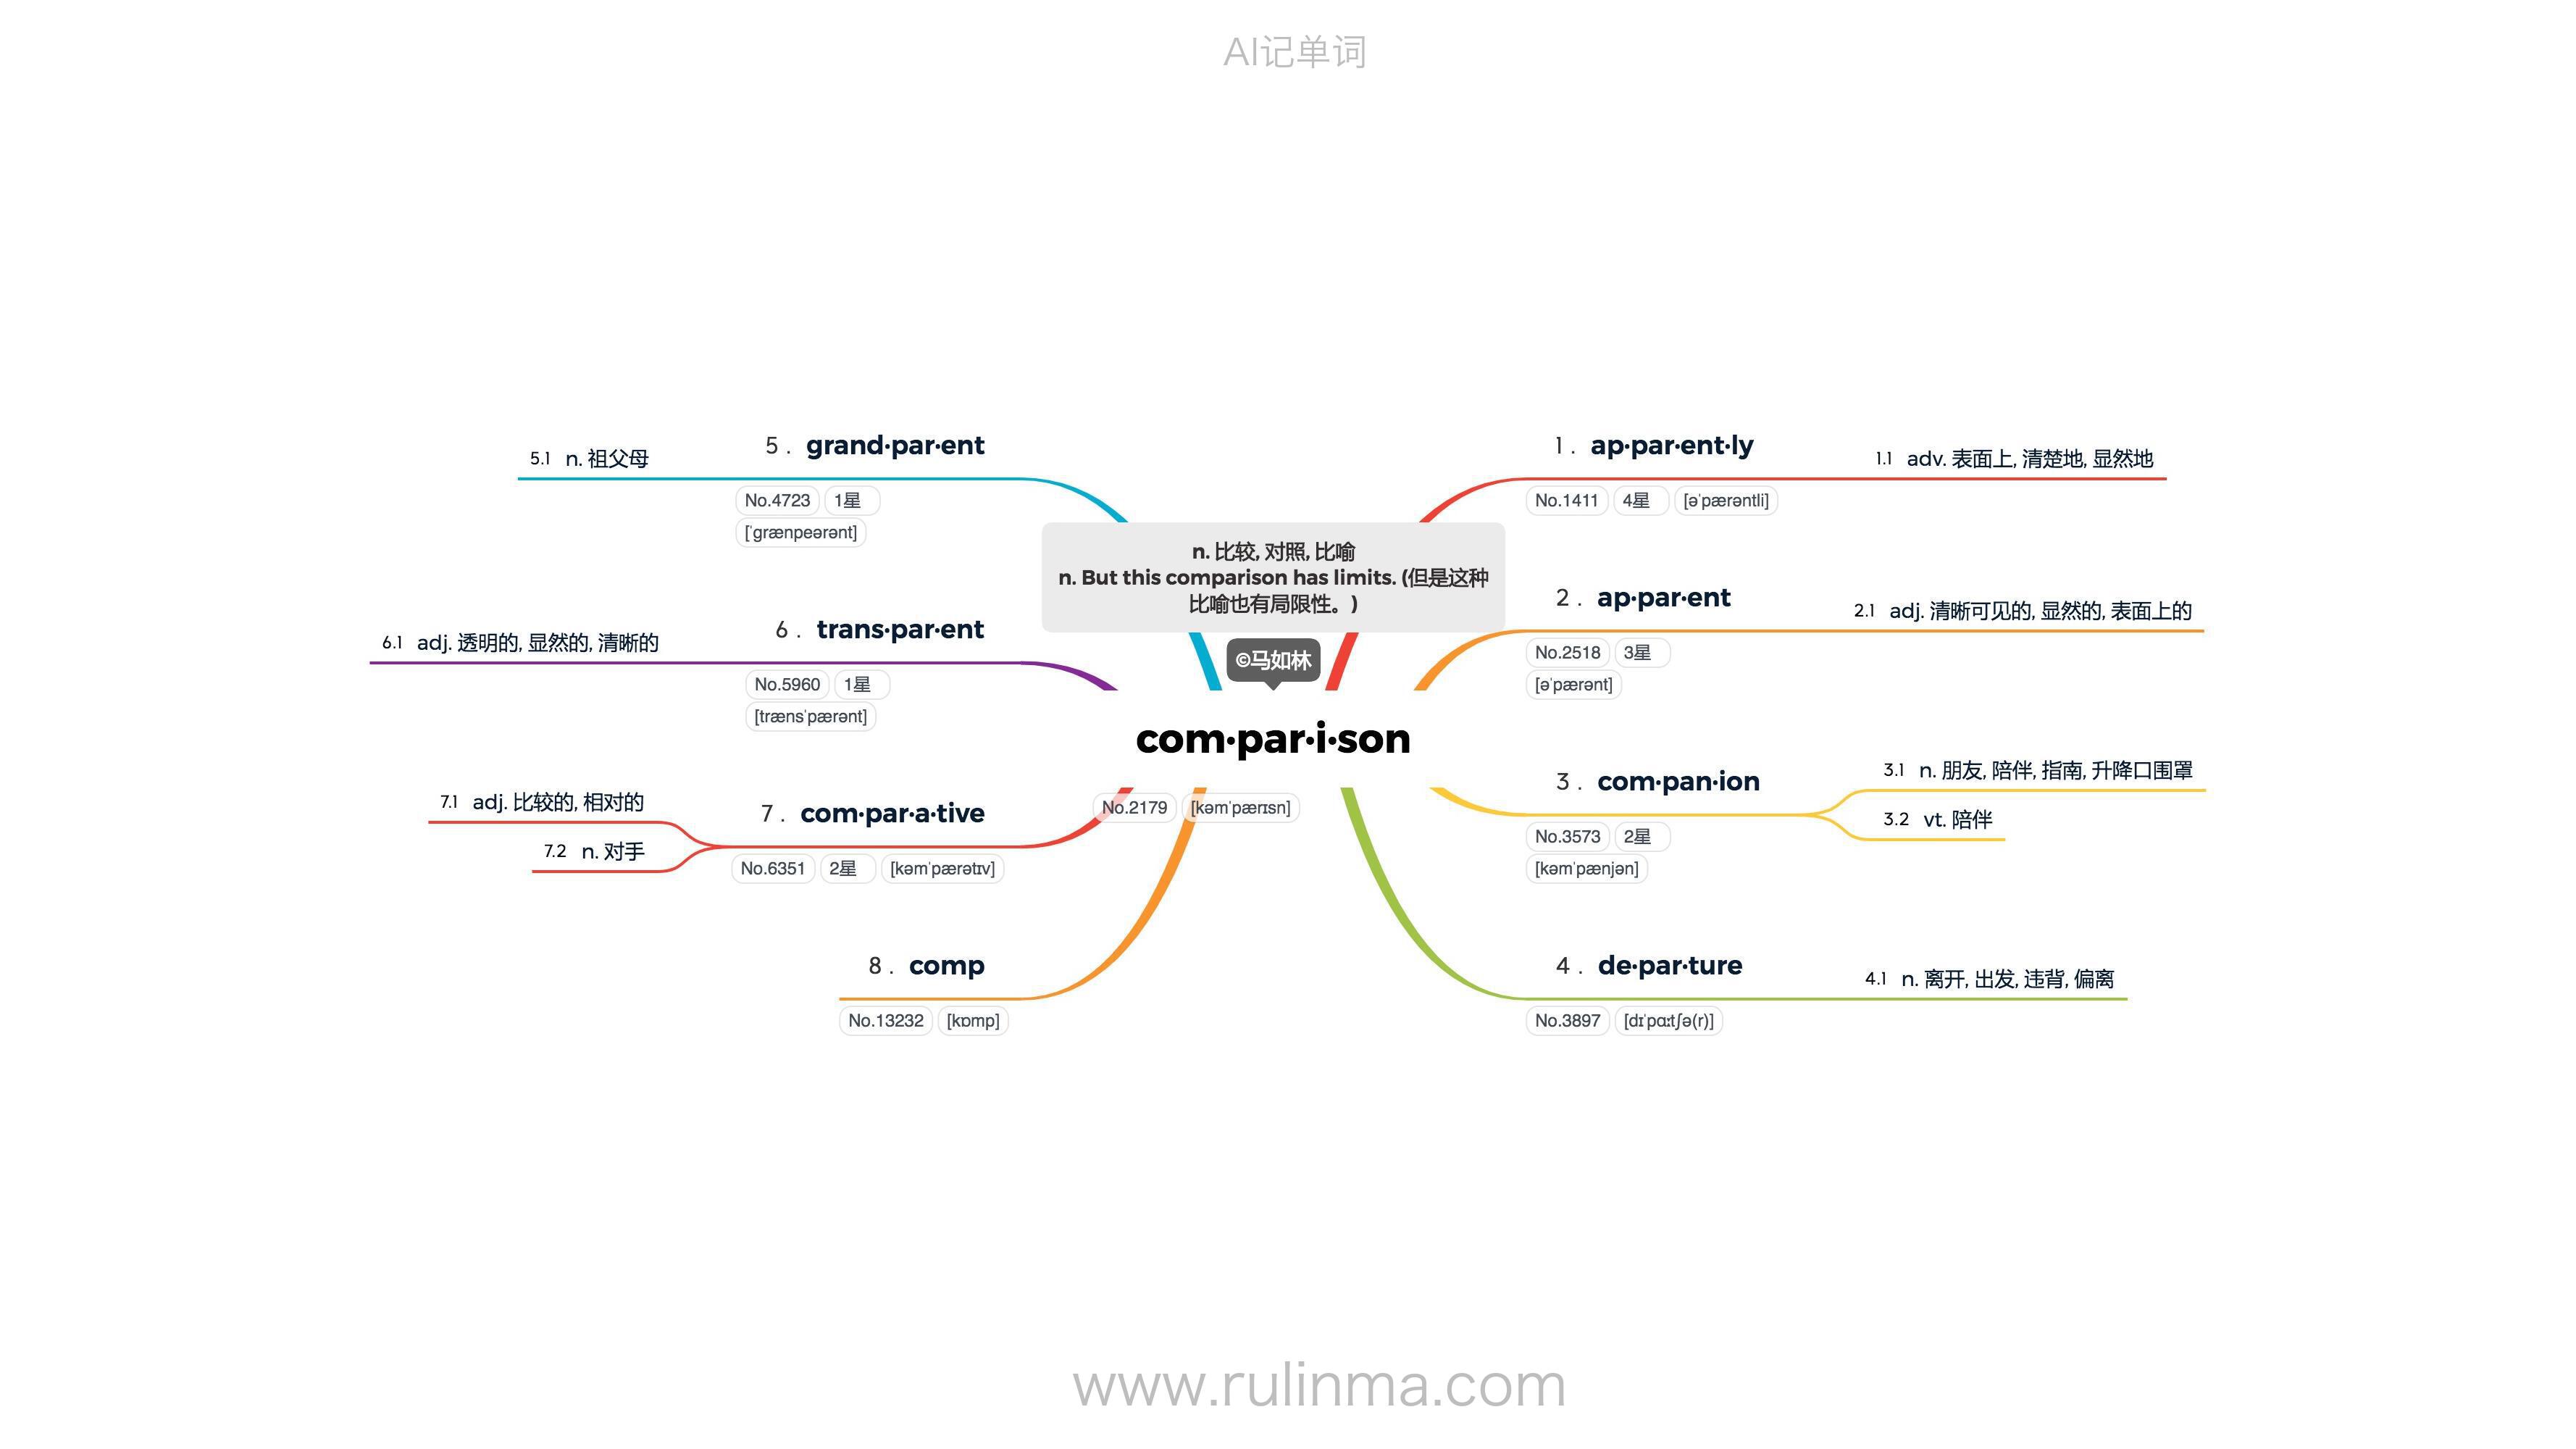 AI记单词
n. 比较, 对照, 比喻
n. But this comparison has limits. (但是这种
比喻也有局限性。)
©马如林
com·par·i·son
No.2179 [kəmˈpærɪsn]
1 . ap·par·ent·ly
No.1411 4星 [əˈpærəntli]
1.1 adv. 表面上, 清楚地, 显然地
2 . ap·par·ent
No.2518 3星
[əˈpærənt]
2.1 adj. 清晰可见的, 显然的, 表面上的
3 . com·pan·ion
No.3573 2星
[kəmˈpænjən]
3.1 n. 朋友, 陪伴, 指南, 升降口围罩
3.2 vt. 陪伴
4 . de·par·ture
No.3897 [dɪˈpɑːtʃə(r)]
4.1 n. 离开, 出发, 违背, 偏离
5 . grand·par·ent
No.4723 1星
[ˈɡrænpeərənt]
5.1 n. 祖父母
6 . trans·par·ent
No.5960 1星
[trænsˈpærənt]
6.1 adj. 透明的, 显然的, 清晰的
7 . com·par·a·tive
No.6351 2星 [kəmˈpærətɪv]
7.1 adj. 比较的, 相对的
7.2 n. 对手
8 . comp
No.13232 [kɒmp]
www.rulinma.com